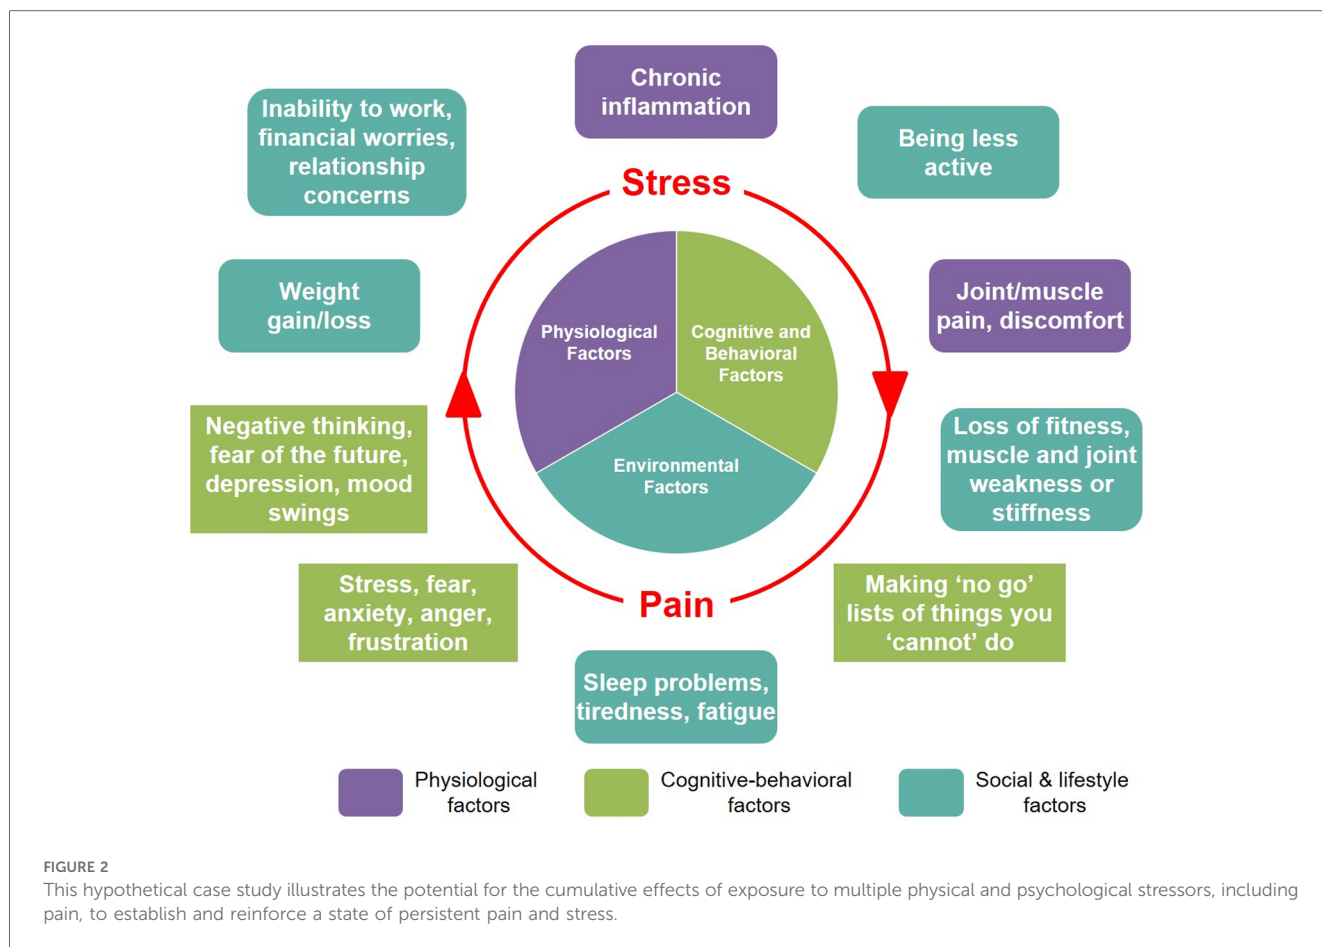 Chronic
inflammation
Inability to work,
financial worries,
relationship
concerns
Being less
active
Stress
Weight
gain/loss
Joint/muscle
pain, discomfort
Physiological
Factors
Cognitive and
Behavioral
Factors
Environmental
Factors
Negative thinking,
fear of the future,
depression, mood
swings
Loss of fitness,
muscle and joint
weakness or
stiffness
Stress, fear,
anxiety, anger,
frustration
Pain
Making ‘no go’
lists of things you
‘cannot’ do
Sleep problems,
tiredness, fatigue
Physiological
factors
Cognitive-behavioral
factors
Social & lifestyle
factors
FIGURE 2
This hypothetical case study illustrates the potential for the cumulative effects of exposure to multiple physical and psychological stressors, including
pain, to establish and reinforce a state of persistent pain and stress.